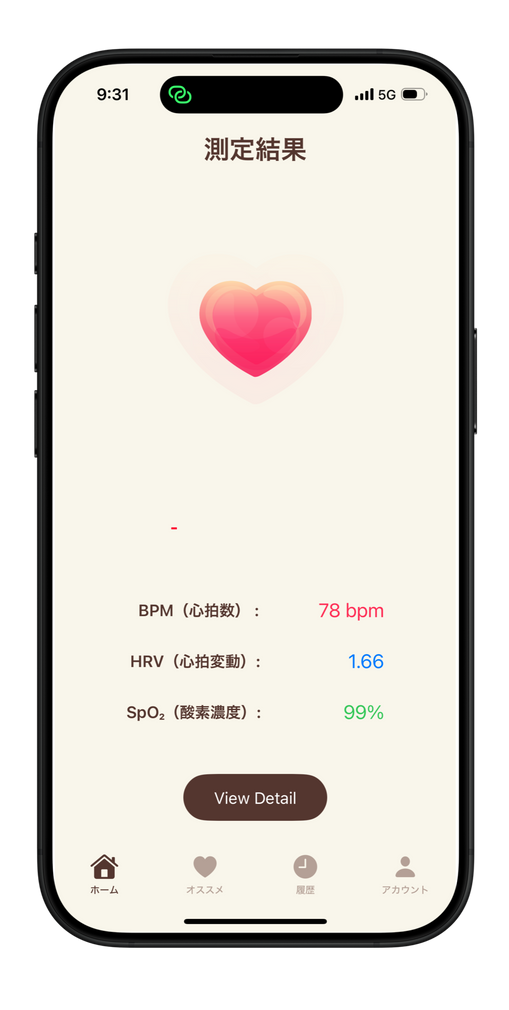 9:31
5G
測定結果
-
BPM（心拍数）： 78 bpm
HRV（心拍変動）： 1.66
SpO₂（酸素濃度）： 99%
View Detail
ホーム オススメ 履歴 アカウント